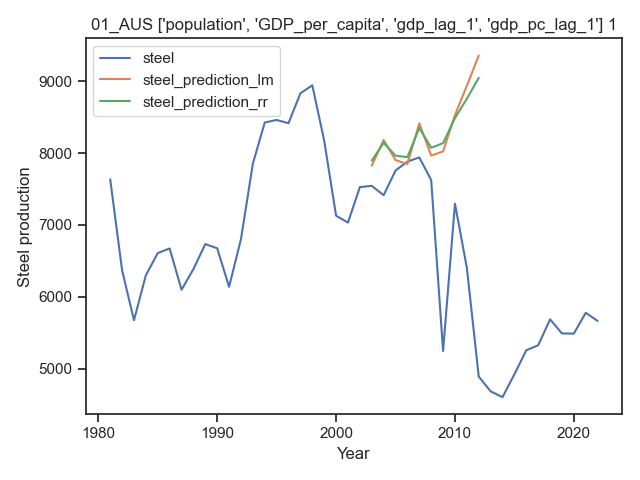 01_AUS ['population', 'GDP_per_capita', 'gdp_lag_1', 'gdp_pc_lag_1'] 1
steel
steel_prediction_lm
steel_prediction_rr
9000
8000
7000
6000
5000
Steel production
1980
1990
2000
2010
2020
Year